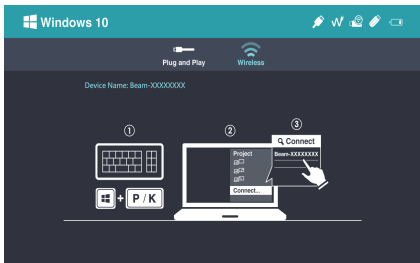 Windows 10
Plug and Play
Wireless
Device Name: Beam-XXXXXXXX
①
②
③
Connect
Project
Beam-XXXXXXXX
Connect...
+ P / K